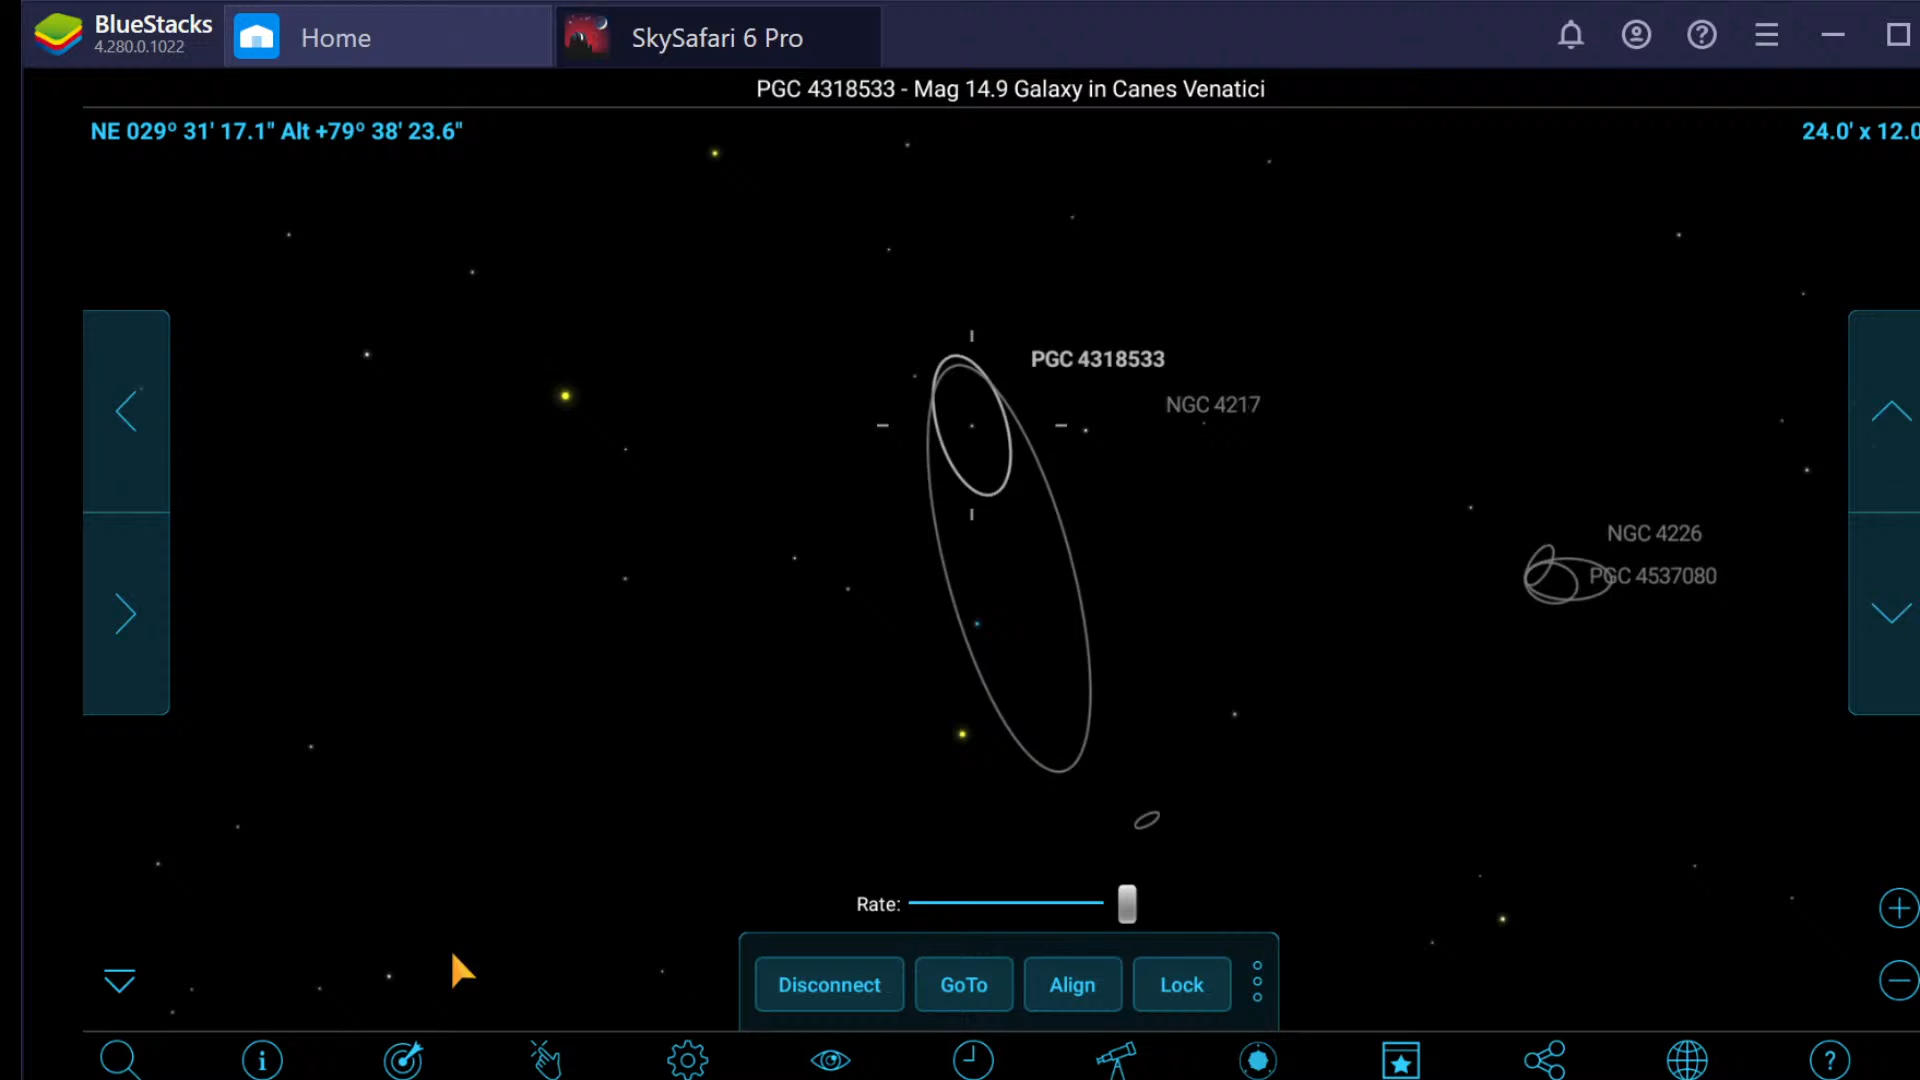 BlueStacks
4.280.0.1022
Home
SkySafari 6 Pro
PGC 4318533 - Mag 14.9 Galaxy in Canes Venatici
NE 029º 31' 17.1" Alt +79º 38' 23.6"
24.0' x 12.0
PGC 4318533
NGC 4217
NGC 4226
PGC 4537080
Rate:
Disconnect
GoTo
Align
Lock